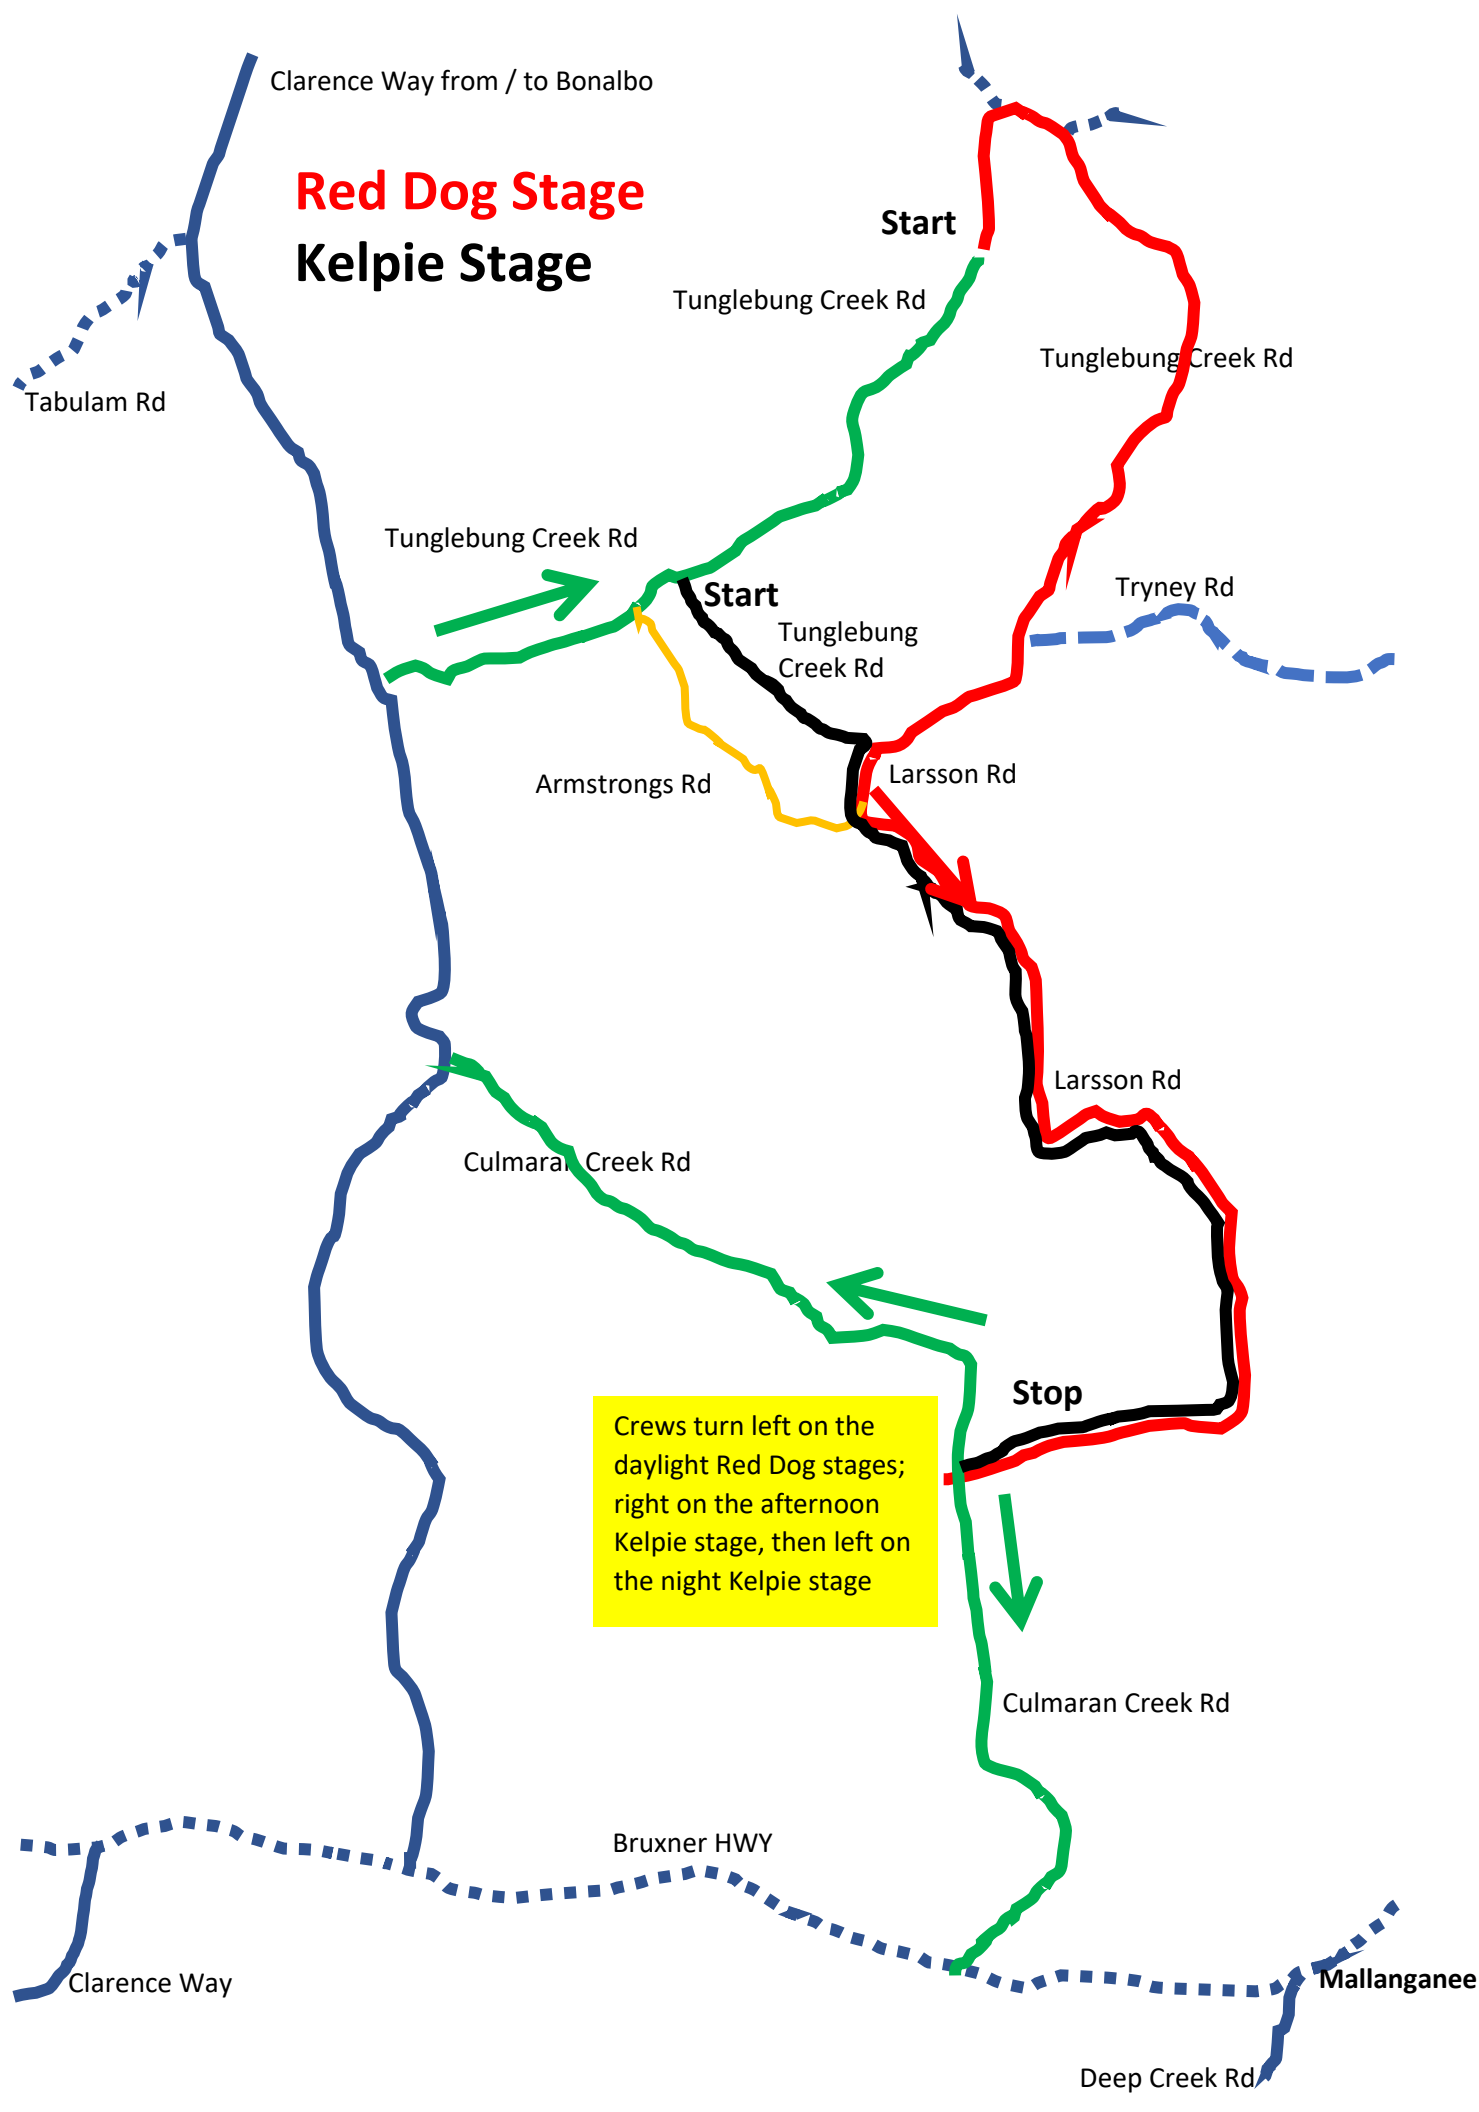 Clarence Way from / to Bonalbo
Red Dog Stage
Kelpie Stage
Start
Tunglebung Creek Rd
Tunglebung Creek Rd
Tabulam Rd
Tunglebung Creek Rd
Start
Tryney Rd
Tunglebung
Creek Rd
Armstrongs Rd
Larsson Rd
Larsson Rd
Culmaran Creek Rd
Stop
Crews turn left on the
daylight Red Dog stages;
right on the afternoon
Kelpie stage, then left on
the night Kelpie stage
Culmaran Creek Rd
Bruxner HWY
Clarence Way
Mallanganee
Deep Creek Rd